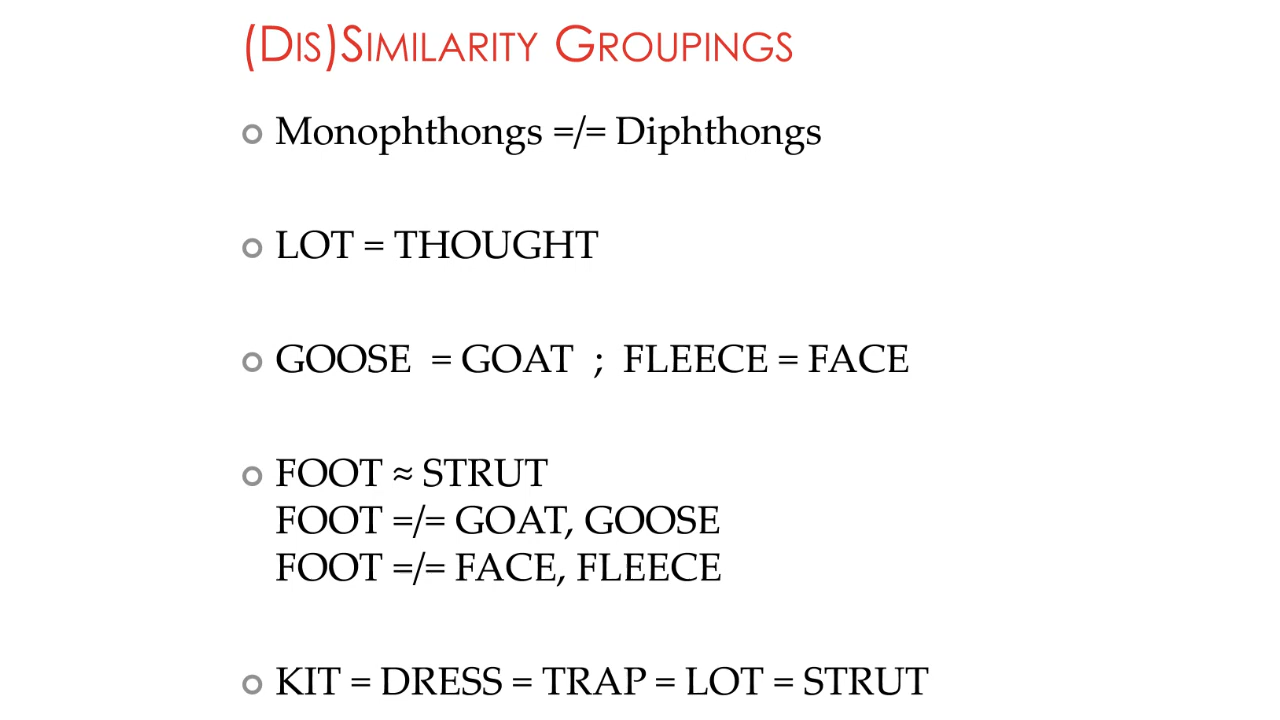 (Dis)Similarity Groupings
Monophthongs =/= Diphthongs
LOT = THOUGHT
GOOSE = GOAT ; FLEECE = FACE
FOOT ≈ STRUT
FOOT =/= GOAT, GOOSE
FOOT =/= FACE, FLEECE
KIT = DRESS = TRAP = LOT = STRUT